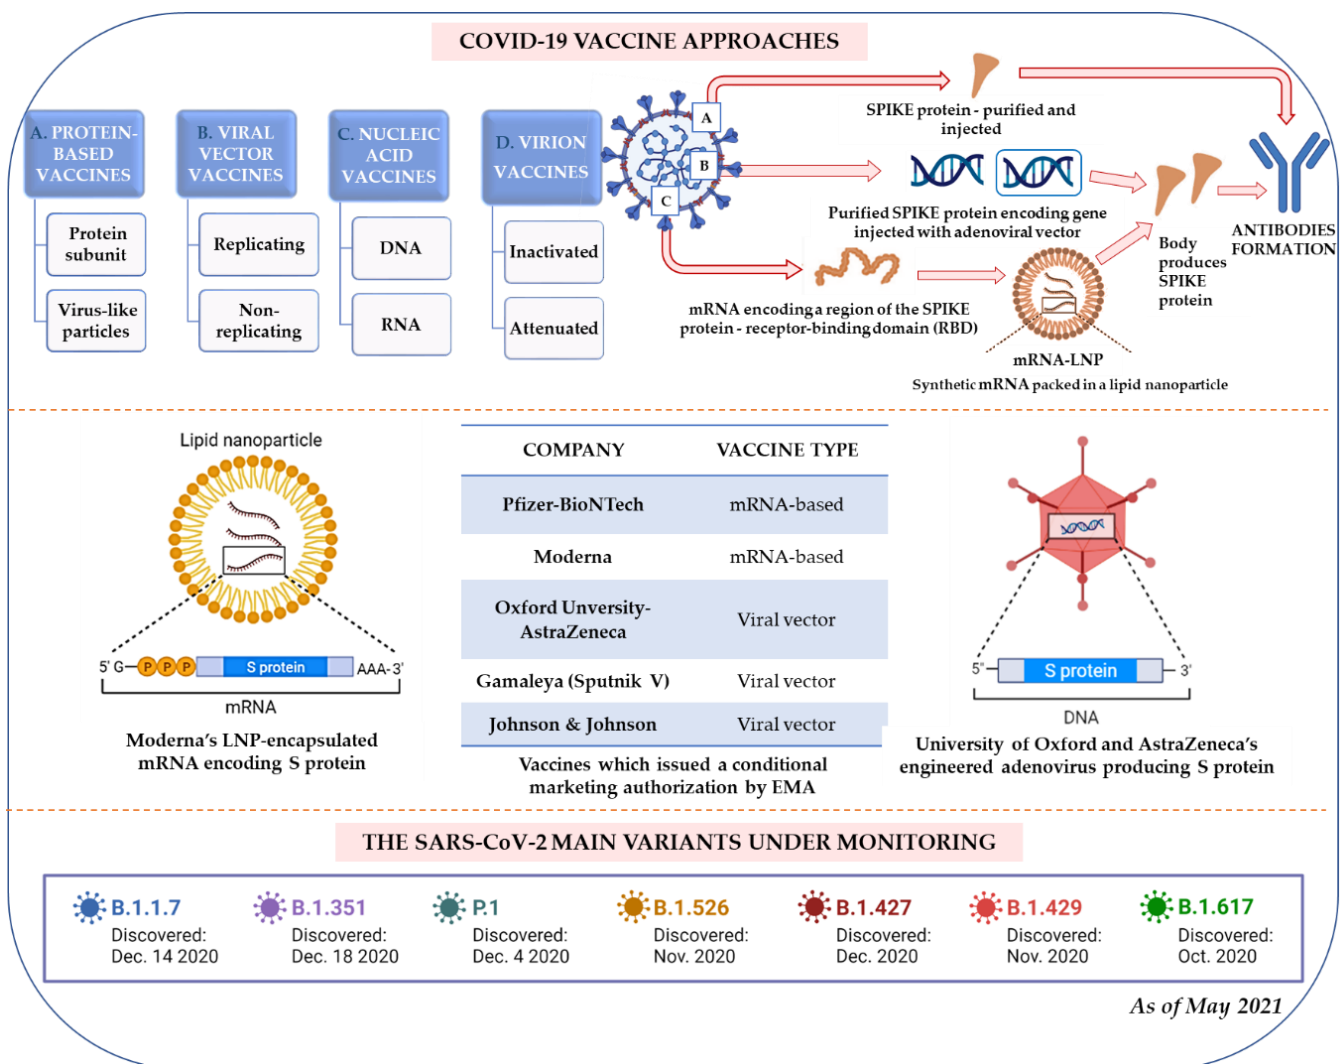 COVID-19 VACCINE APPROACHES
A. PROTEIN-
BASED
VACCINES
Protein
subunit
Virus-like
particles
B. VIRAL
VECTOR
VACCINES
Replicating
Non-
replicating
C. NUCLEIC
ACID
VACCINES
DNA
RNA
D. VIRION
VACCINES
Inactivated
Attenuated
A
B
C
SPIKE protein - purified and
injected
Purified SPIKE protein encoding gene
injected with adenoviral vector
mRNA encoding a region of the SPIKE
protein - receptor-binding domain (RBD)
mRNA-LNP
Synthetic mRNA packed in a lipid nanoparticle
Body
produces
SPIKE
protein
ANTIBODIES
FORMATION
Lipid nanoparticle
5' G
P P P
S protein
AAA-3'
mRNA
Moderna's LNP-encapsulated
mRNA encoding S protein
COMPANY VACCINE TYPE
Pfizer-BioNTech mRNA-based
Moderna mRNA-based
Oxford Unversity-
AstraZeneca Viral vector
Gamaleya (Sputnik V) Viral vector
Johnson & Johnson Viral vector
Vaccines which issued a conditional
marketing authorization by EMA
5'
S protein
3'
DNA
University of Oxford and AstraZeneca's
engineered adenovirus producing S protein
THE SARS-CoV-2 MAIN VARIANTS UNDER MONITORING
B.1.1.7
Discovered:
Dec. 14 2020
B.1.351
Discovered:
Dec. 18 2020
P.1
Discovered:
Dec. 4 2020
B.1.526
Discovered:
Nov. 2020
B.1.427
Discovered:
Dec. 2020
B.1.429
Discovered:
Nov. 2020
B.1.617
Discovered:
Oct. 2020
As of May 2021